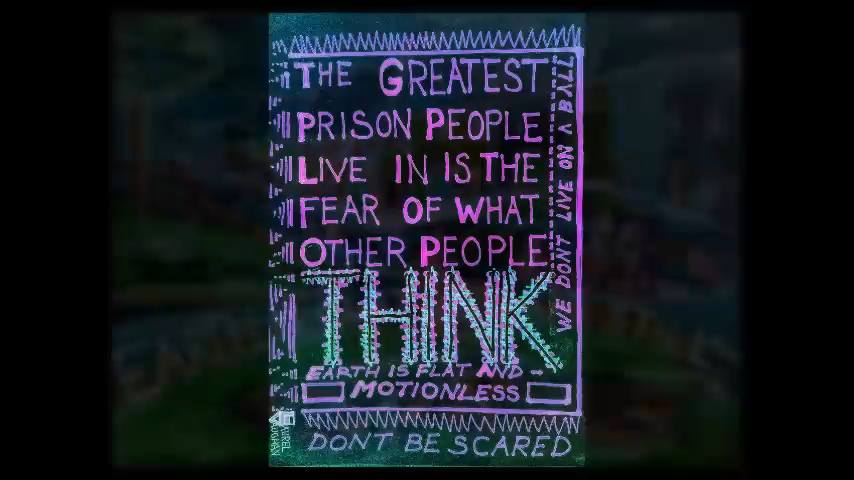 THE GREATEST
PRISON PEOPLE
LIVE IN IS THE
FEAR OF WHAT
OTHER PEOPLE
THINK
EARTH IS FLAT AND -
MOTIONLESS
DONT BE SCARED
WE DONT LIVE ON A BALL